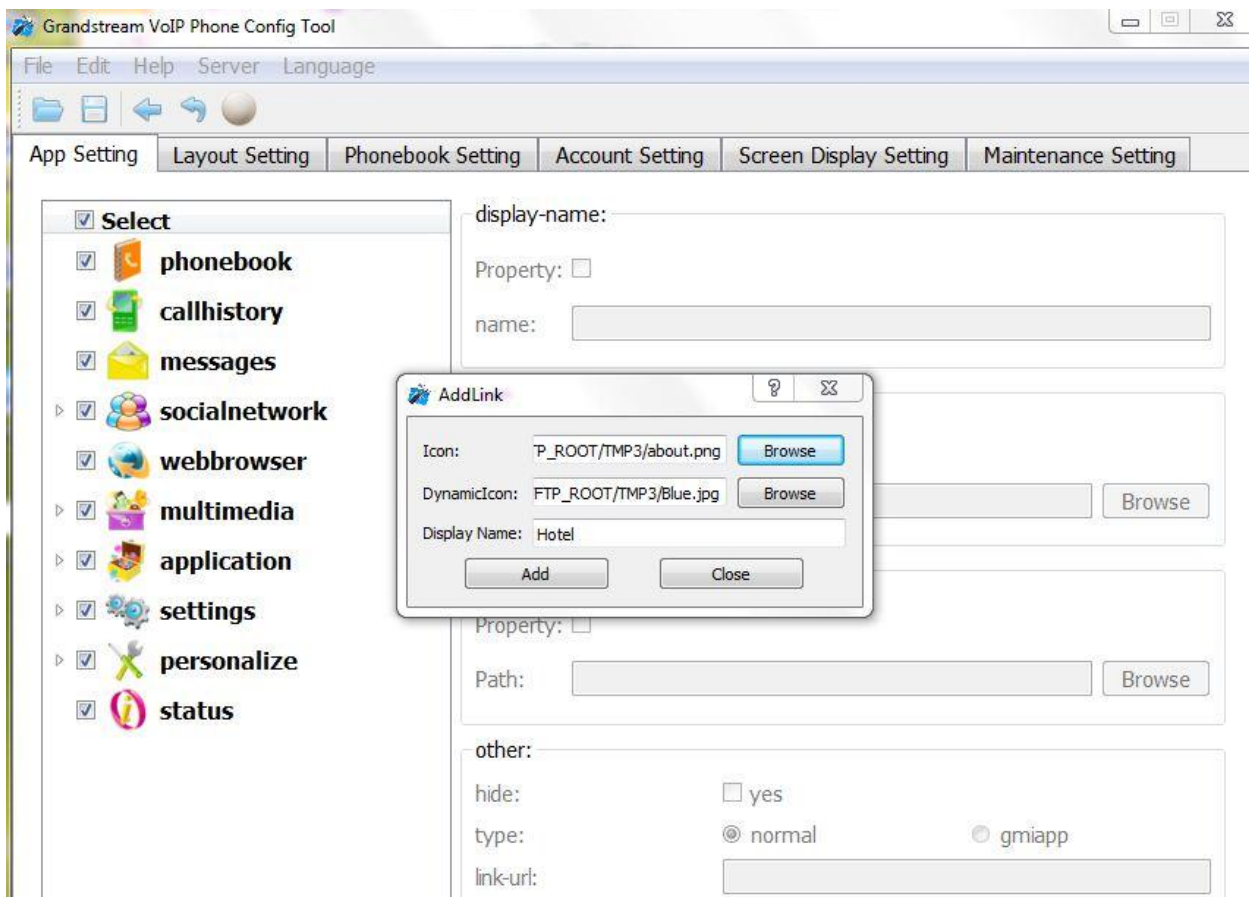 Grandstream VoIP Phone Config Tool
File Edit Help Server Language
App Setting Layout Setting Phonebook Setting Account Setting Screen Display Setting Maintenance Setting
Select
phonebook
callhistory
messages
socialnetwork
webbrowser
multimedia
application
settings
personalize
status
display-name:
Property:
name:
AddLink
Icon: P_ROOT/TMP3/about.png Browse
DynamicIcon: FTP_ROOT/TMP3/Blue.jpg Browse
Display Name: Hotel
Add Close
Browse
Property:
Path: Browse
other:
hide: yes
type: normal gmiapp
link-url: